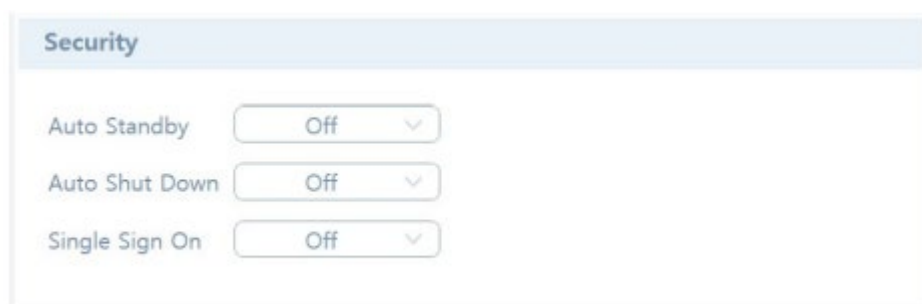 Security
Auto Standby Off
Auto Shut Down Off
Single Sign On Off